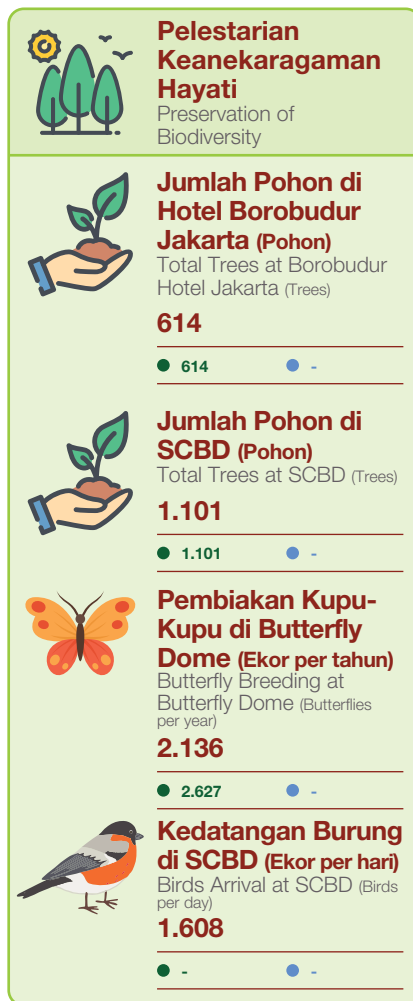 Pelestarian
Keanekaragaman
Hayati
Preservation of
Biodiversity
Jumlah Pohon di
Hotel Borobudur
Jakarta (Pohon)
Total Trees at Borobudur
Hotel Jakarta (Trees)
614
614 -
Jumlah Pohon di
SCBD (Pohon)
Total Trees at SCBD (Trees)
1.101
1.101 -
Pembiakan Kupu-
Kupu di Butterfly
Dome (Ekor per tahun)
Butterfly Breeding at
Butterfly Dome (Butterflies
per year)
2.136
2.627 -
Kedatangan Burung
di SCBD (Ekor per hari)
Birds Arrival at SCBD (Birds
per day)
1.608
- -